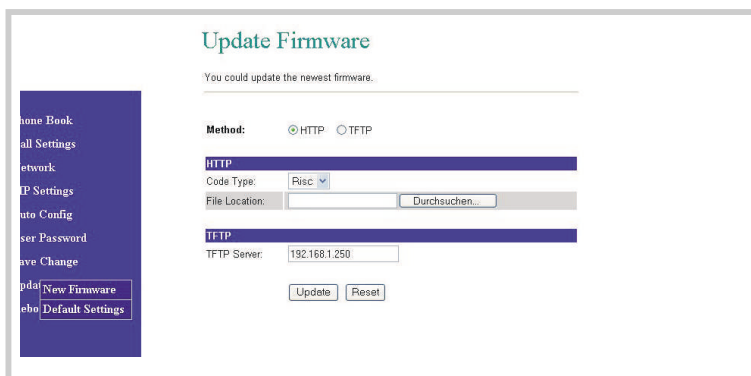 Update Firmware
You could update the newest firmware.
hone Book
all Settings
etwork
IP Settings
uto Config
ser Password
ave Change
pdat
New Firmware
ebo
Default Settings
Method: HTTP TFTP
HTTP
Code Type: Risc
File Location: Durchsuchen...
TFTP
TFTP Server: 192.168.1.250
Update Reset